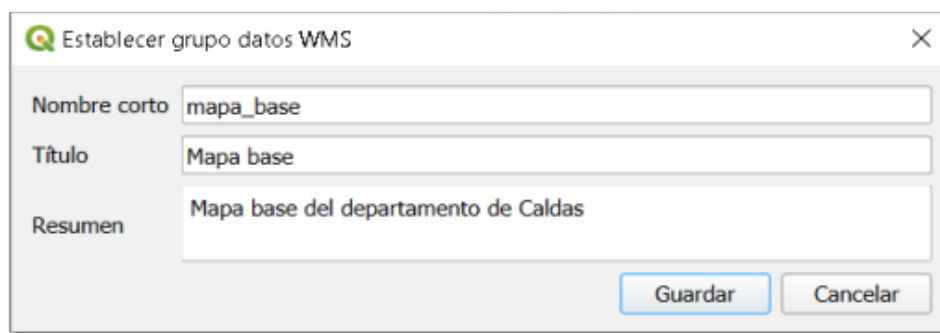 Establecer grupo datos WMS
Nombre corto mapa_base
Título Mapa base
Resumen Mapa base del departamento de Caldas
Guardar Cancelar